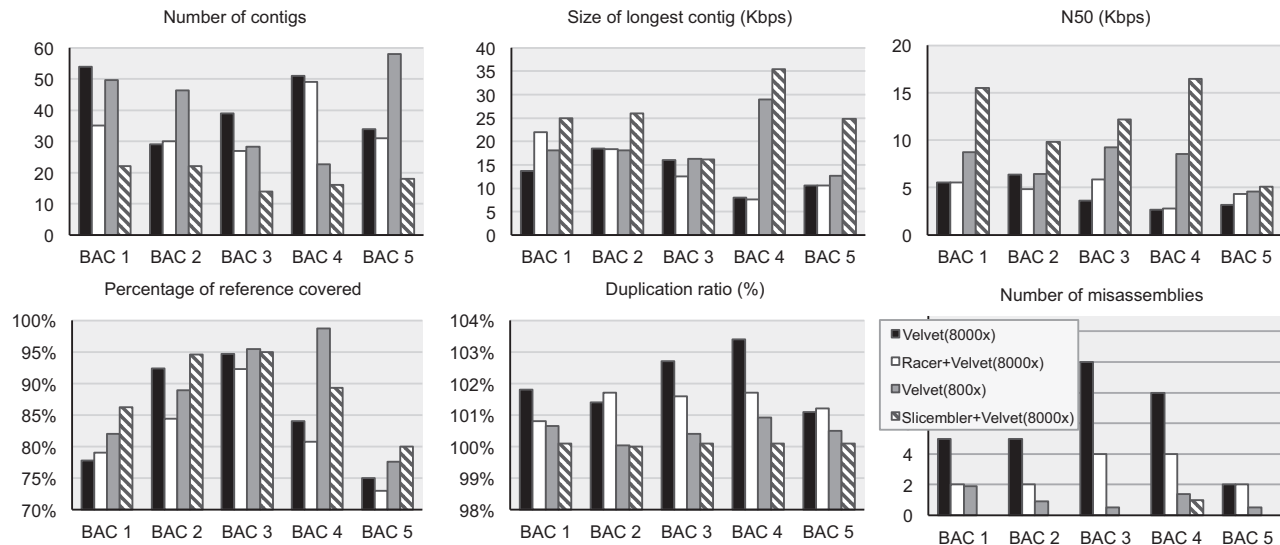 Number of contigs
60
50
40
30
20
10
0
BAC 1 BAC 2 BAC 3 BAC 4 BAC 5
Size of longest contig (Kbps)
40
35
30
25
20
15
10
5
0
BAC 1 BAC 2 BAC 3 BAC 4 BAC 5
N50 (Kbps)
20
15
10
5
0
BAC 1 BAC 2 BAC 3 BAC 4 BAC 5
Percentage of reference covered
100%
95%
90%
85%
80%
75%
70%
BAC 1 BAC 2 BAC 3 BAC 4 BAC 5
Duplication ratio (%)
104%
103%
102%
101%
100%
99%
98%
BAC 1 BAC 2 BAC 3 BAC 4 BAC 5
Number of misassemblies
Velvet(8000x)
Racer+Velvet(8000x)
Velvet(800x)
Slicembler+Velvet(8000x)
4
2
0
BAC 1 BAC 2 BAC 3 BAC 4 BAC 5